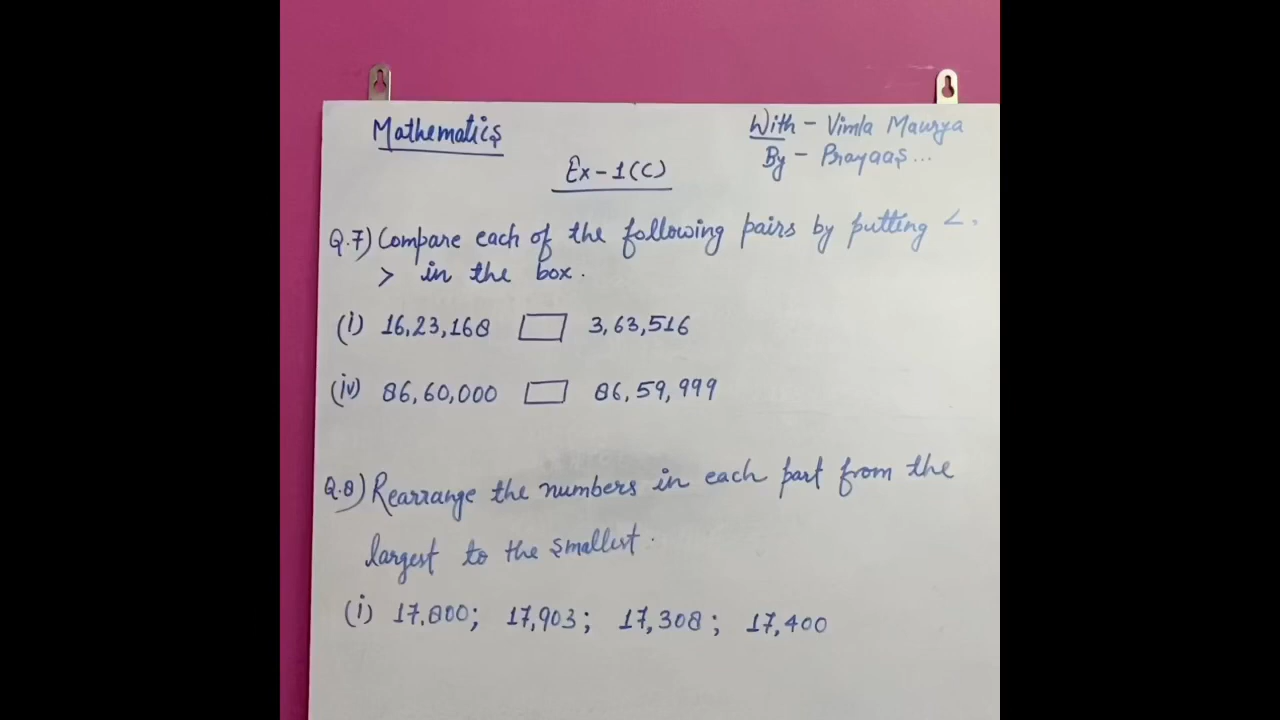 Mathematics
With - Vimla Maurya
By - Prayaas...
Ex - 1(C)
Q.7) Compare each of the following pairs by putting <.
> in the box.
(i) 16,23,168 3,63,516
(iv) 86,60,000 86,59,999
Q.8) Rearrange the numbers in each part from the
largest to the smallest.
(i) 17.800; 17,903; 17,308; 17,400